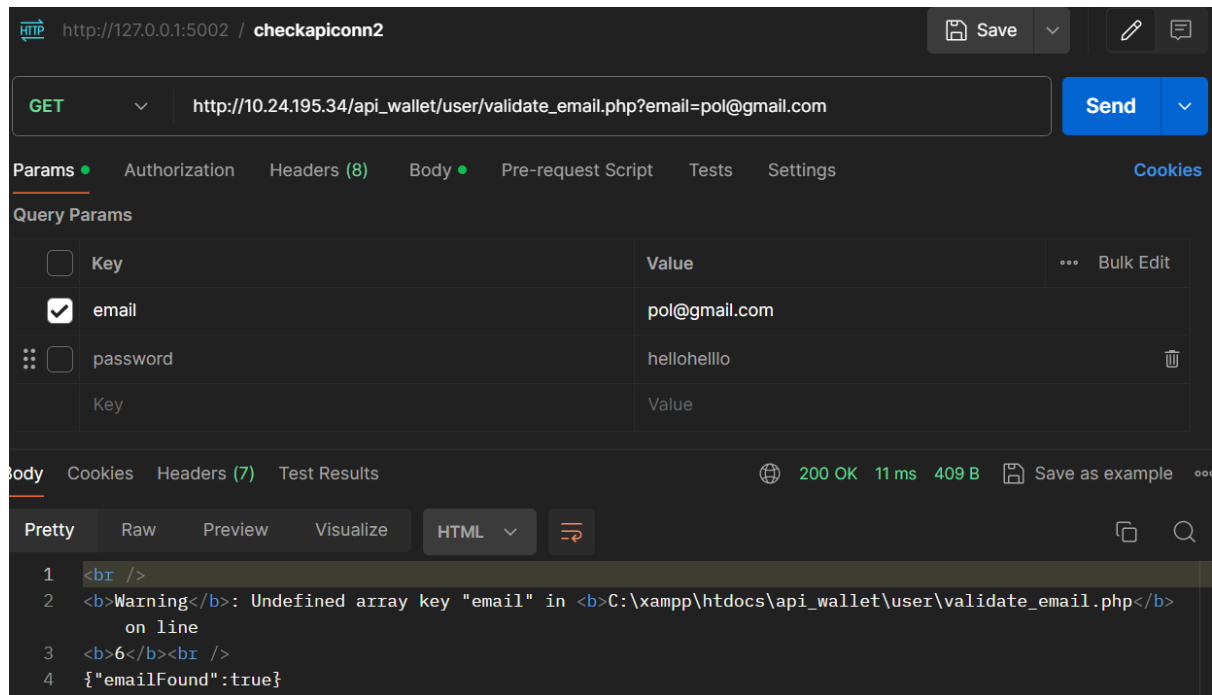 HTTP http://127.0.0.1:5002 / checkapiconn2 Save
GET http://10.24.195.34/api_wallet/user/validate_email.php?email=pol@gmail.com Send
Params Authorization Headers (8) Body Pre-request Script Tests Settings Cookies
Query Params
Key Value Bulk Edit
email pol@gmail.com
password hellohelllo
Key Value
Body Cookies Headers (7) Test Results 200 OK 11 ms 409 B Save as example
Pretty Raw Preview Visualize HTML
1 <br />
2 <b>Warning</b>: Undefined array key "email" in <b>C:\xampp\htdocs\api_wallet\user\validate_email.php</b>
on line
3 <b>6</b><br />
4 {"emailFound":true}